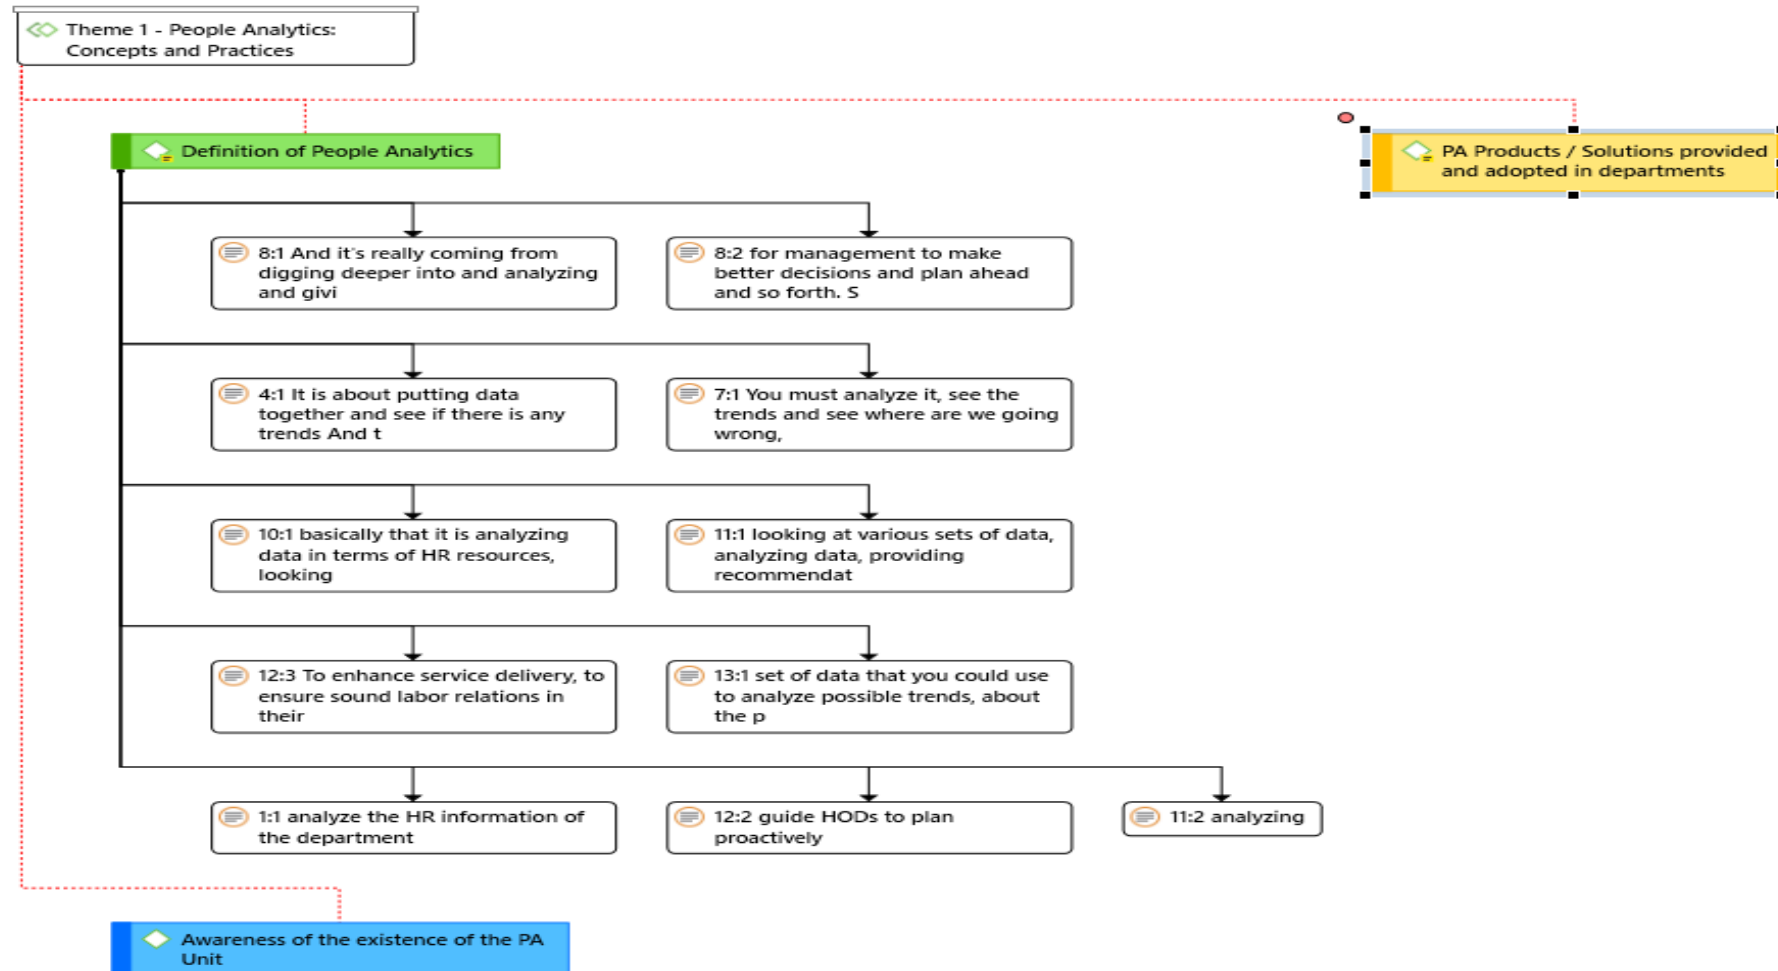 Theme 1 - People Analytics:
Concepts and Practices
Definition of People Analytics
PA Products / Solutions provided
and adopted in departments
8:1 And it's really coming from
digging deeper into and analyzing
and givi
8:2 for management to make
better decisions and plan ahead
and so forth. S
4:1 It is about putting data
together and see if there is any
trends And t
7:1 You must analyze it, see the
trends and see where are we going
wrong,
10:1 basically that it is analyzing
data in terms of HR resources,
looking
11:1 looking at various sets of data,
analyzing data, providing
recommendat
12:3 To enhance service delivery, to
ensure sound labor relations in
their
13:1 set of data that you could use
to analyze possible trends, about
the p
1:1 analyze the HR information of
the department
12:2 guide HODs to plan
proactively
11:2 analyzing
Awareness of the existence of the PA
Unit